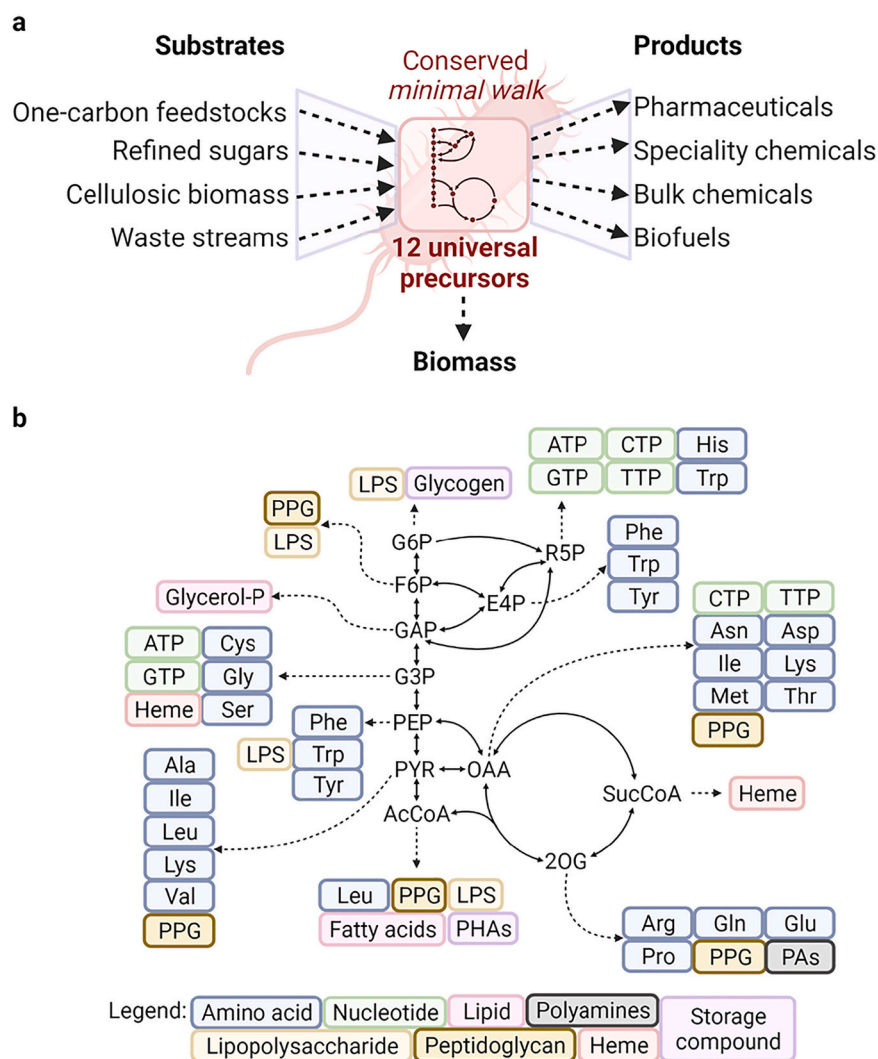 a
Substrates
Products
Conserved
minimal walk
One-carbon feedstocks
Refined sugars
Cellulosic biomass
Waste streams
Pharmaceuticals
Speciality chemicals
Bulk chemicals
Biofuels
12 universal
precursors
Biomass
b
ATP CTP His
GTP TTP Trp
LPS Glycogen
PPG
LPS
G6P
R5P
Phe
Trp
Tyr
F6P
E4P
Glycerol-P
GAP
CTP TTP
Asn Asp
Ile Lys
Met Thr
PPG
ATP Cys
GTP Gly
Heme Ser
G3P
Phe
LPS Trp
Tyr
PEP
PYR
OAA
Ala
Ile
Leu
Lys
Val
PPG
SucCoA
Heme
AcCoA
2OG
Leu PPG LPS
Fatty acids PHAs
Arg Gln Glu
Pro PPG PAs
Legend: Amino acid Nucleotide Lipid Polyamines Storage
compound
Lipopolysaccharide Peptidoglycan Heme